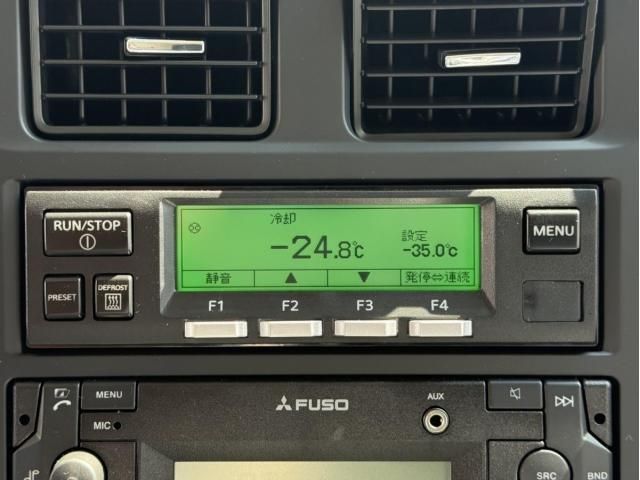 RUN/STOP
PRESET
DEFROST
冷却
-24.8℃
設定
-35.0℃
静音
▲
▼
発停⇔連続
MENU
F1
F2
F3
F4
MENU
MIC
FUSO
AUX
SRC
BND